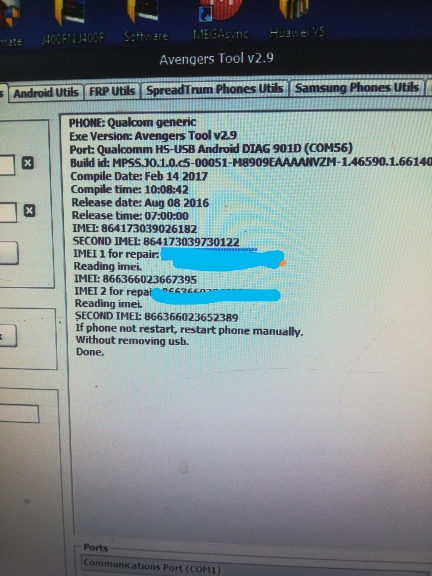 J400FNJ400F Software MEGAsync Huawei Y5
Avengers Tool v2.9
Android Utils FRP Utils SpreadTrum Phones Utils Samsung Phones Utils
PHONE: Qualcom generic
Exe Version: Avengers Tool v2.9
Port: Qualcomm HS-USB Android DIAG 901D (COM56)
Build id: MPSS.JO.1.0.c5-00051-M8909EAAAANVZM-1.46590.1.66140
Compile Date: Feb 14 2017
Compile time: 10:08:42
Release date: Aug 08 2016
Release time: 07:00:00
IMEI: 864173039026182
SECOND IMEI: 864173039730122
IMEI 1 for repair:
Reading imei.
IMEI: 866366023667395
IMEI 2 for repai
Reading imei.
SECOND IMEI: 866366023652389
If phone not restart, restart phone manually.
Without removing usb.
Done.
Ports
Communications Port (COM1)